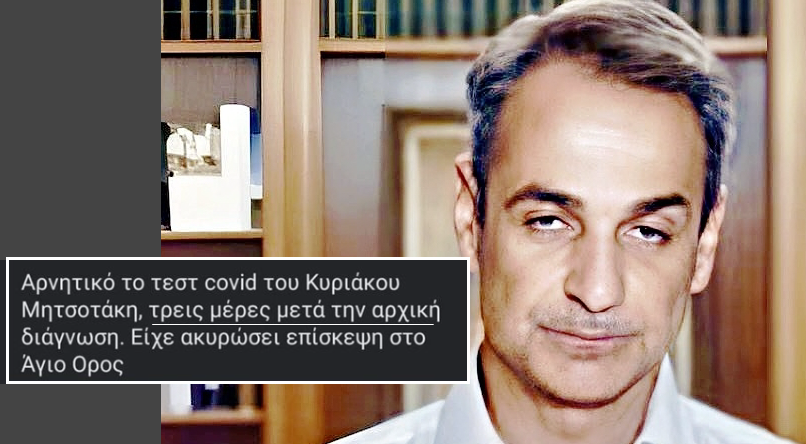 Αρνητικό το τεστ covid του Κυριάκου
Μητσοτάκη, τρεις μέρες μετά την αρχική
διάγνωση. Είχε ακυρώσει επίσκεψη στο
Άγιο Ορος